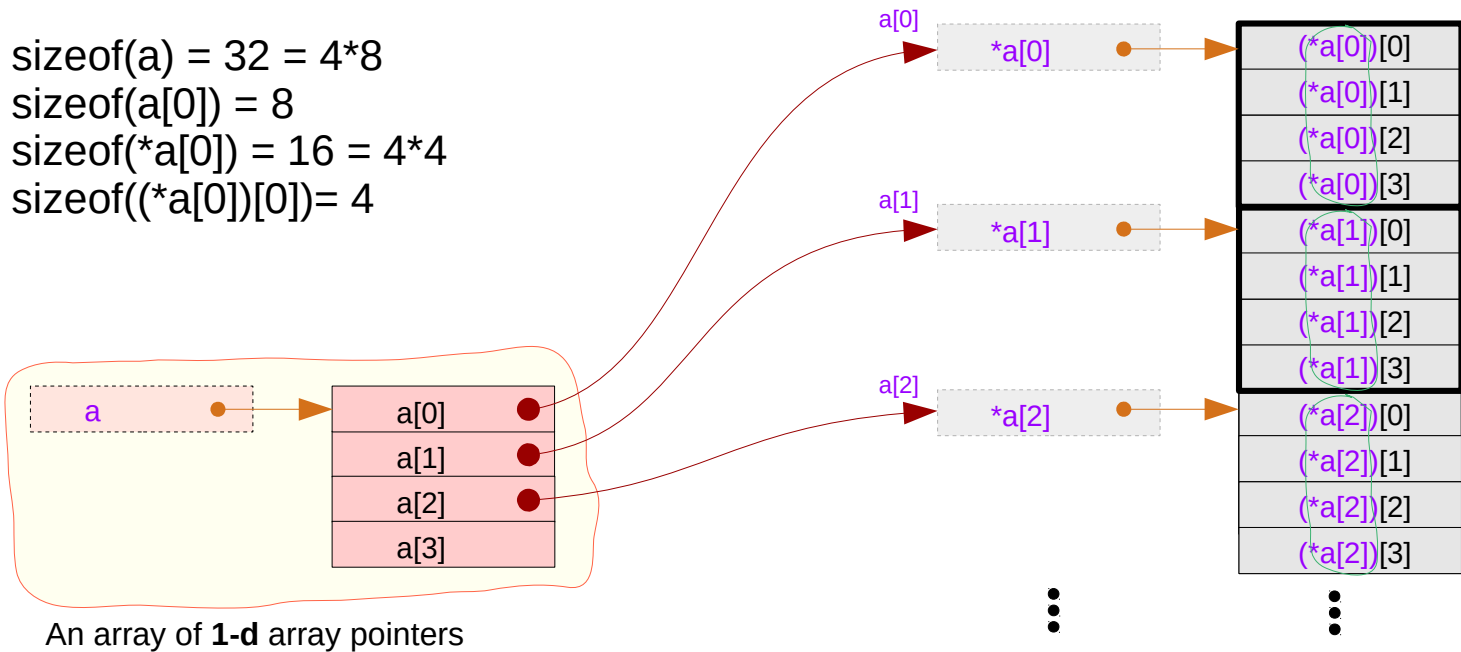 sizeof(a) = 32 = 4*8
sizeof(a[0]) = 8
sizeof(*a[0]) = 16 = 4*4
sizeof((*a[0])[0])= 4
a
a[0]
a[1]
a[2]
a[3]
An array of 1-d array pointers
a[0]
*a[0]
a[1]
*a[1]
a[2]
*a[2]
(*a[0])[0]
(*a[0])[1]
(*a[0])[2]
(*a[0])[3]
(*a[1])[0]
(*a[1])[1]
(*a[1])[2]
(*a[1])[3]
(*a[2])[0]
(*a[2])[1]
(*a[2])[2]
(*a[2])[3]